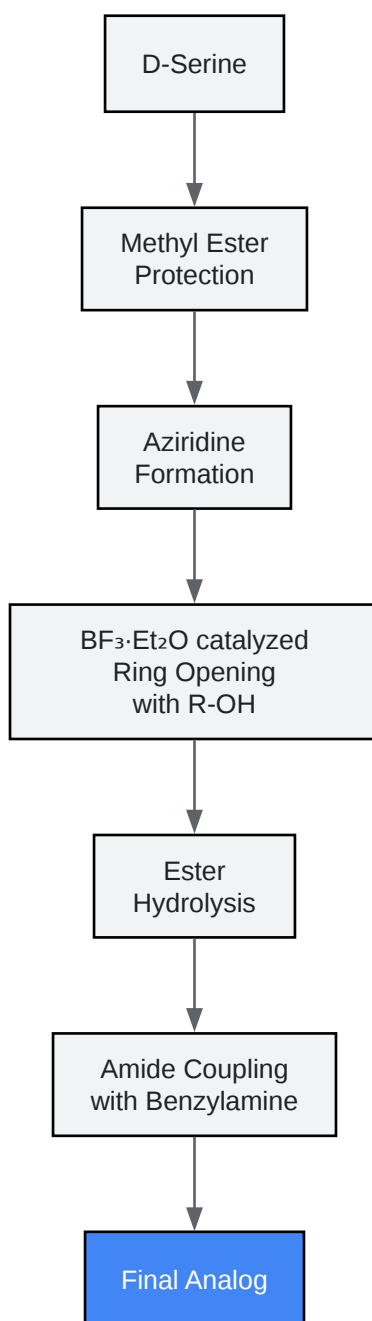 D-Serine
Methyl Ester
Protection
Aziridine
Formation
BF₃·Et₂O catalyzed
Ring Opening
with R-OH
Ester
Hydrolysis
Amide Coupling
with Benzylamine
Final Analog